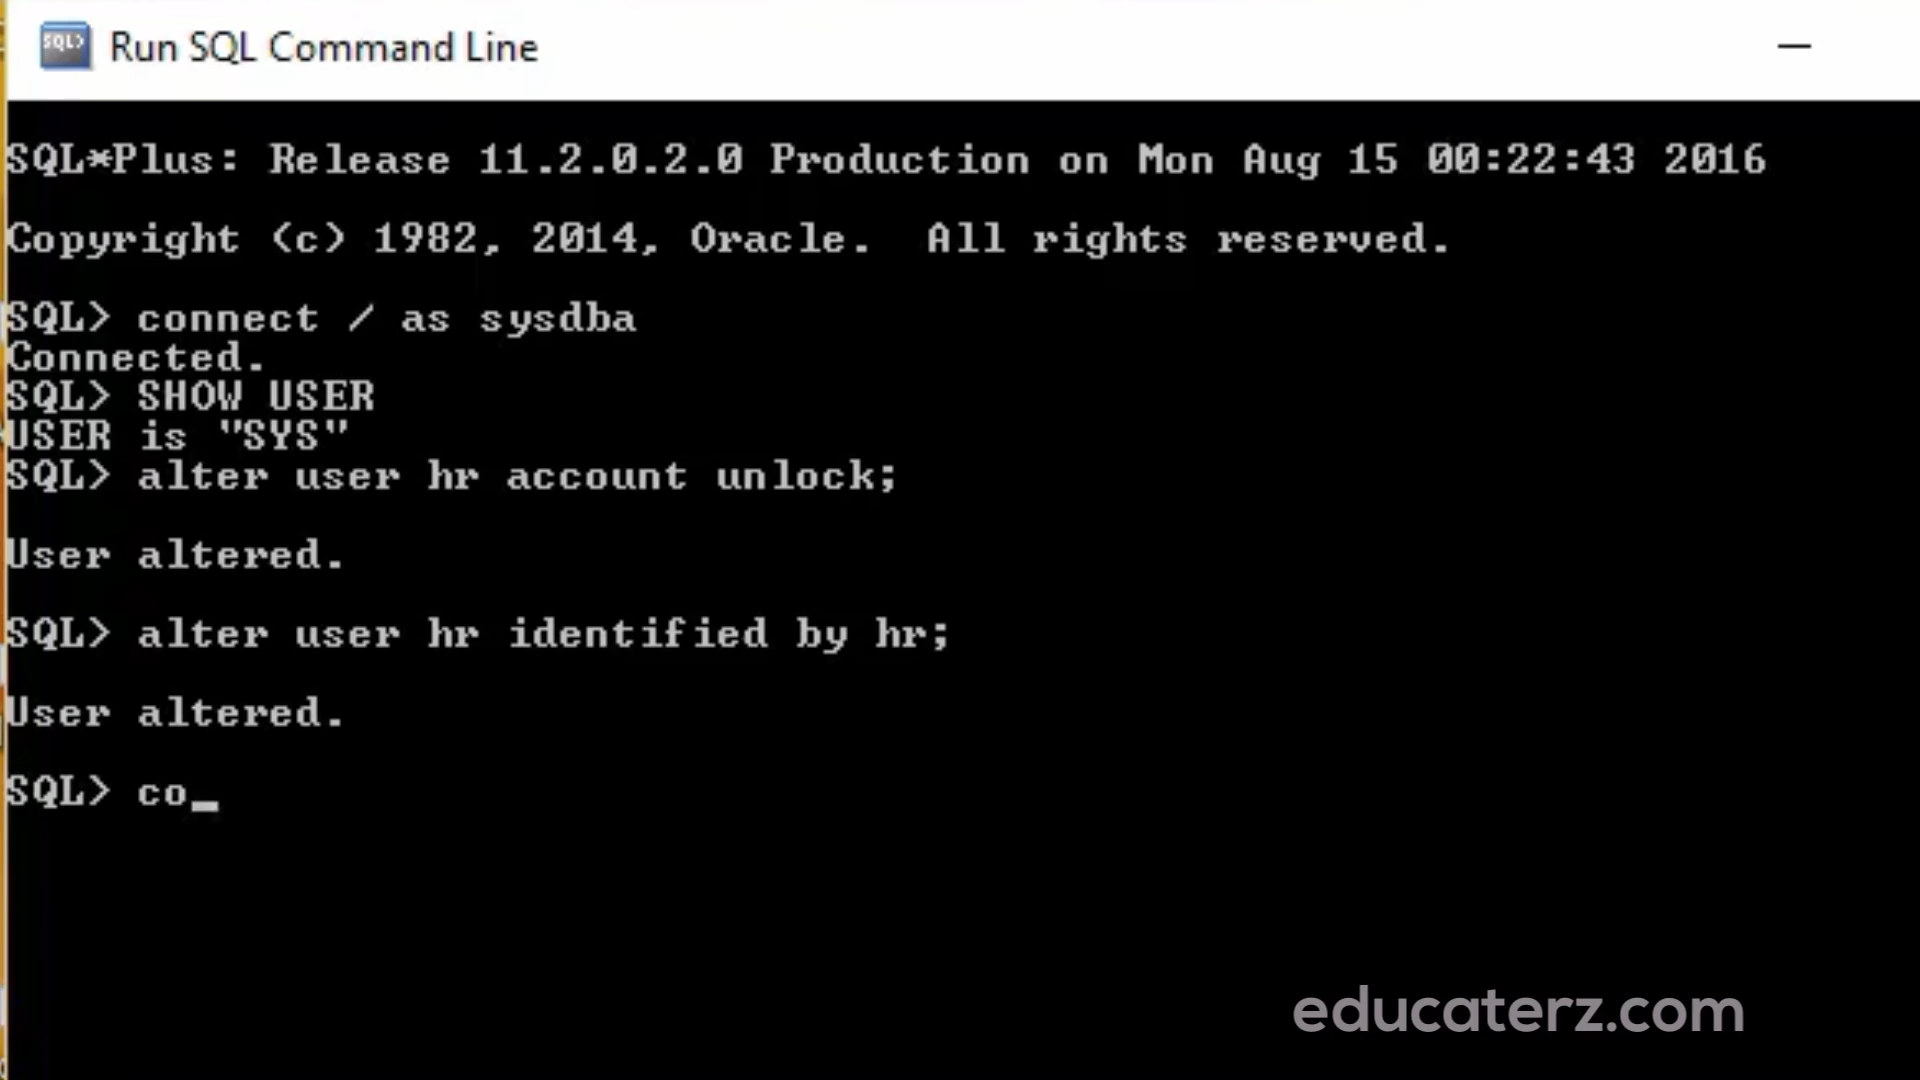 SQL>
Run SQL Command Line
SQL*Plus: Release 11.2.0.2.0 Production on Mon Aug 15 00:22:43 2016
Copyright (c) 1982, 2014, Oracle.  All rights reserved.
SQL> connect / as sysdba
Connected.
SQL> SHOW USER
USER is "SYS"
SQL> alter user hr account unlock;
User altered.
SQL> alter user hr identified by hr;
User altered.
SQL> co_
educaterz.com